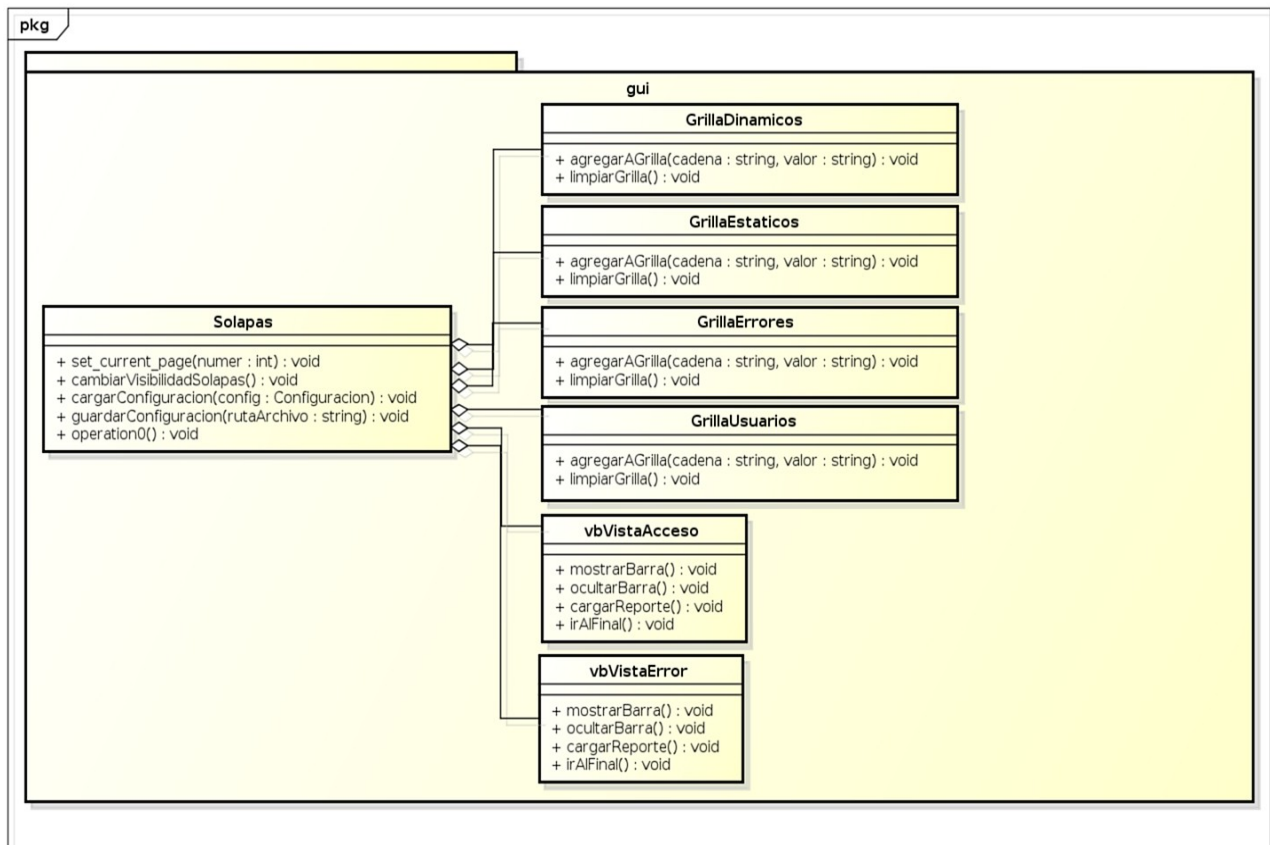 pkg
gui
GrillaDinamicos
+ agregarAGrilla(cadena : string, valor : string) : void
+ limpiarGrilla() : void
GrillaEstaticos
+ agregarAGrilla(cadena : string, valor : string) : void
+ limpiarGrilla() : void
Solapas
+ set_current_page(numer : int) : void
+ cambiarVisibilidadSolapas() : void
+ cargarConfiguracion(config : Configuracion) : void
+ guardarConfiguracion(rutaArchivo : string) : void
+ operation0() : void
GrillaErrores
+ agregarAGrilla(cadena : string, valor : string) : void
+ limpiarGrilla() : void
GrillaUsuarios
+ agregarAGrilla(cadena : string, valor : string) : void
+ limpiarGrilla() : void
vbVistaAcceso
+ mostrarBarra() : void
+ ocultarBarra() : void
+ cargarReporte() : void
+ irAlFinal() : void
vbVistaError
+ mostrarBarra() : void
+ ocultarBarra() : void
+ cargarReporte() : void
+ irAlFinal() : void